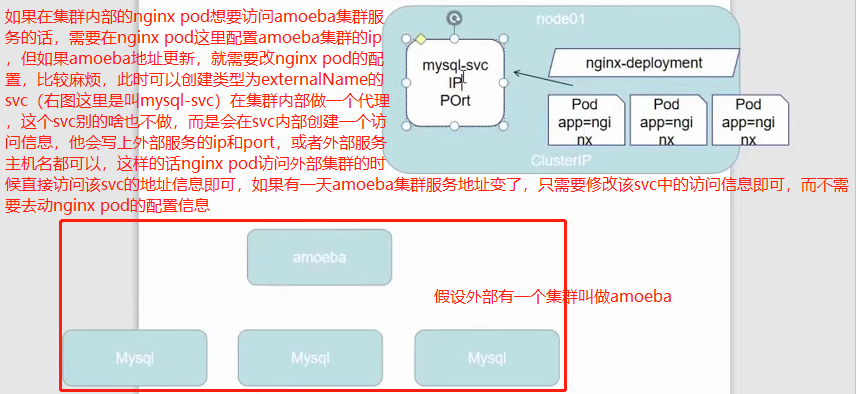 如果在集群内部的nginx pod想要访问amoeba集群服
务的话，需要在nginx pod这里配置amoeba集群的ip
，但如果amoeba地址更新，就需要改nginx pod的配
置，比较麻烦，此时可以创建类型为externalName的
svc（右图这里是叫mysql-svc）在集群内部做一个代理
，这个svc别的啥也不做，而是会在svc内部创建一个访
问信息，他会写上外部服务的ip和port，或者外部服务
主机名都可以，这样的话nginx pod访问外部集群的时
候直接访问该svc的地址信息即可，如果有一天amoeba集群服务地址变了，只需要修改该svc中的访问信息即可，而不需
要去动nginx pod的配置信息
node01
mysql-svc
IP
POrt
nginx-deployment
Pod
app=ngi
nx
Pod
app=ngi
nx
Pod
app=ngi
nx
ClusterIP
amoeba
假设外部有一个集群叫做amoeba
Mysql
Mysql
Mysql